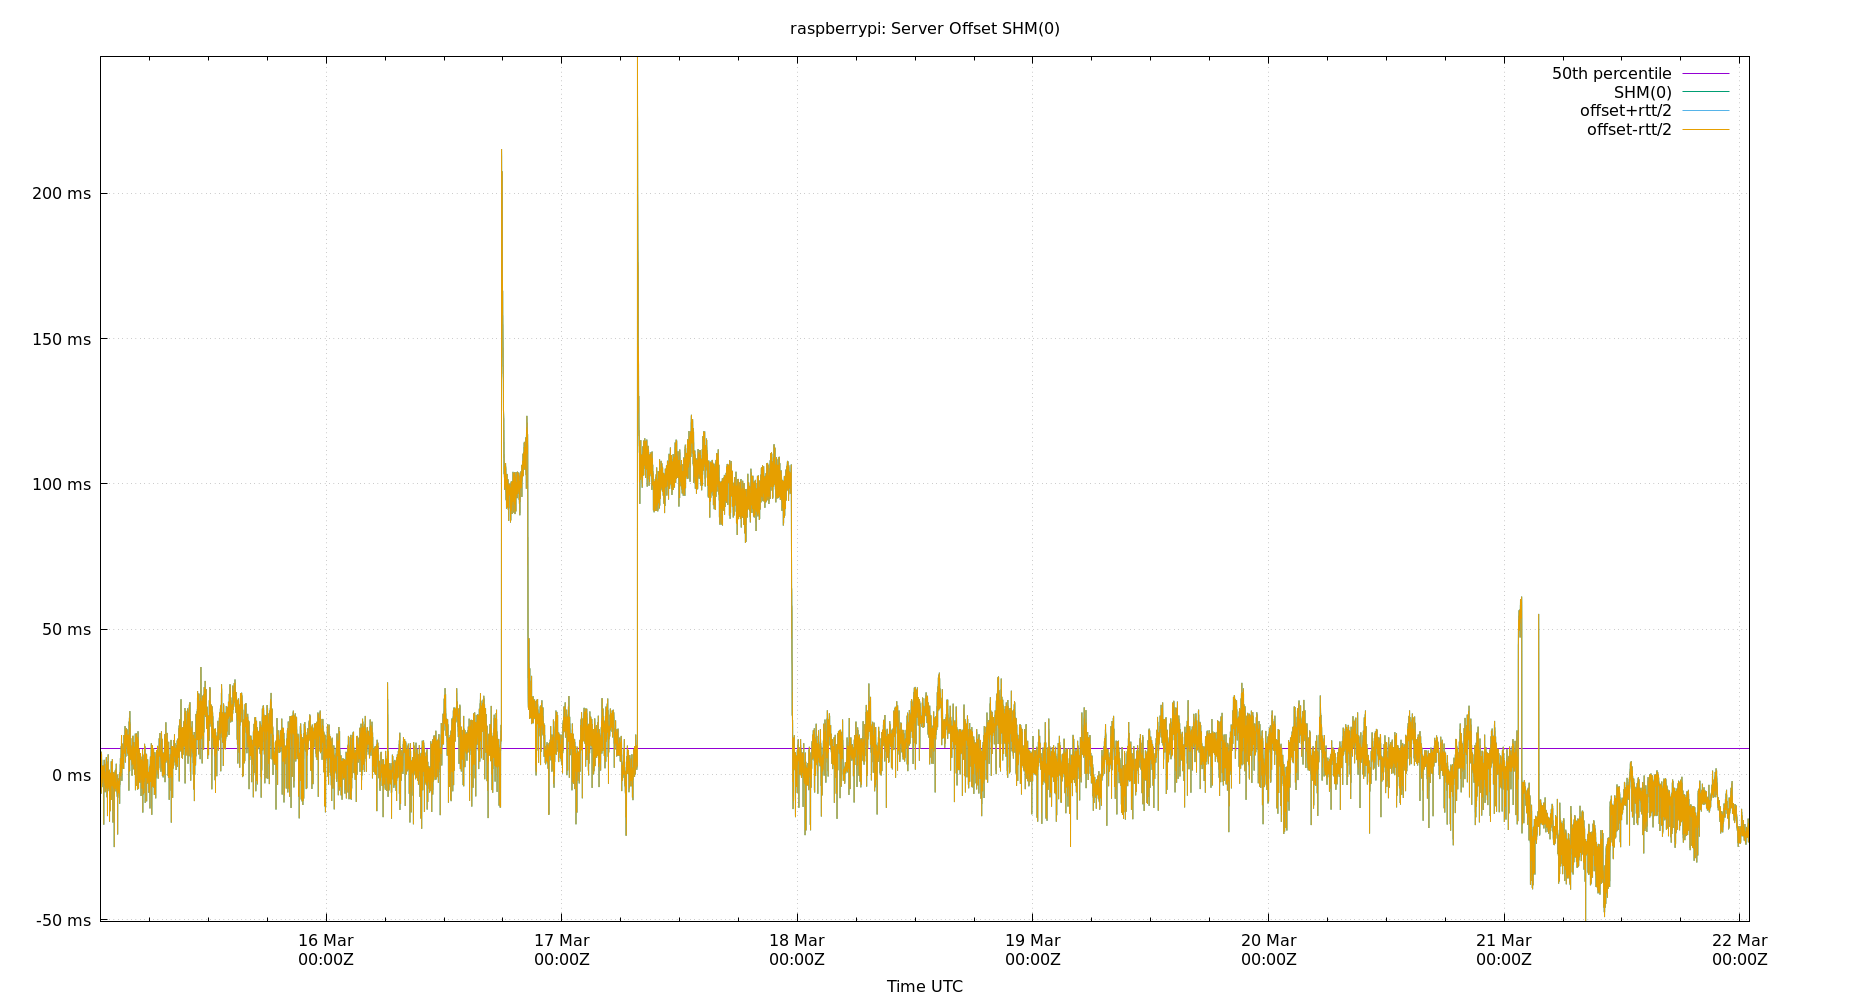 raspberrypi: Server Offset SHM(0)
50th percentile
SHM(0)
offset+rtt/2
offset-rtt/2
200 ms
150 ms
100 ms
50 ms
0 ms
-50 ms
16 Mar 17 Mar 18 Mar 19 Mar 20 Mar 21 Mar 22 Mar
00:00Z 00:00Z 00:00Z 00:00Z 00:00Z 00:00Z 00:00Z
Time UTC